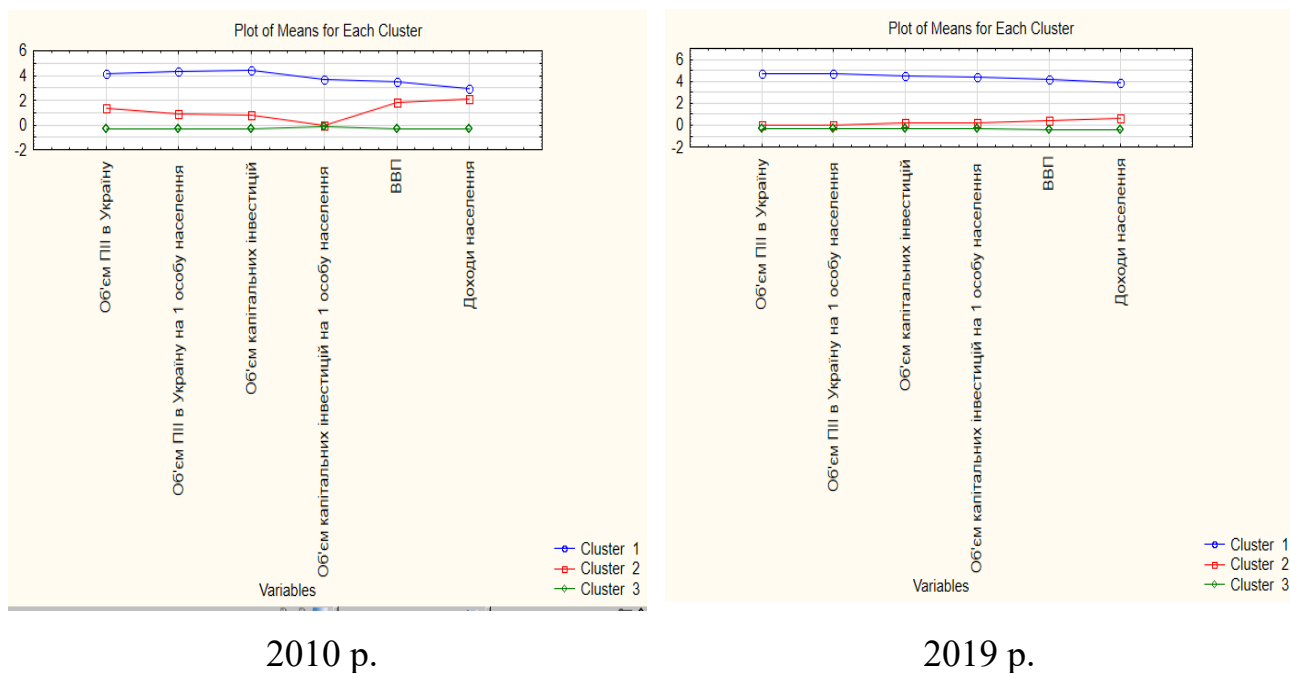 Plot of Means for Each Cluster
6
4
2
0
-2
Об'єм ПІІ в Україну
Об'єм ПІІ в Україну на 1 особу населення
Об'єм капітальних інвестицій
Об'єм капітальних інвестицій на 1 особу населення
ВВП
Доходи населення
Variables
Cluster 1
Cluster 2
Cluster 3
2010 р.
Plot of Means for Each Cluster
6
4
2
0
-2
Об'єм ПІІ в Україну
Об'єм ПІІ в Україну на 1 особу населення
Об'єм капітальних інвестицій
Об'єм капітальних інвестицій на 1 особу населення
ВВП
Доходи населення
Variables
Cluster 1
Cluster 2
Cluster 3
2019 р.